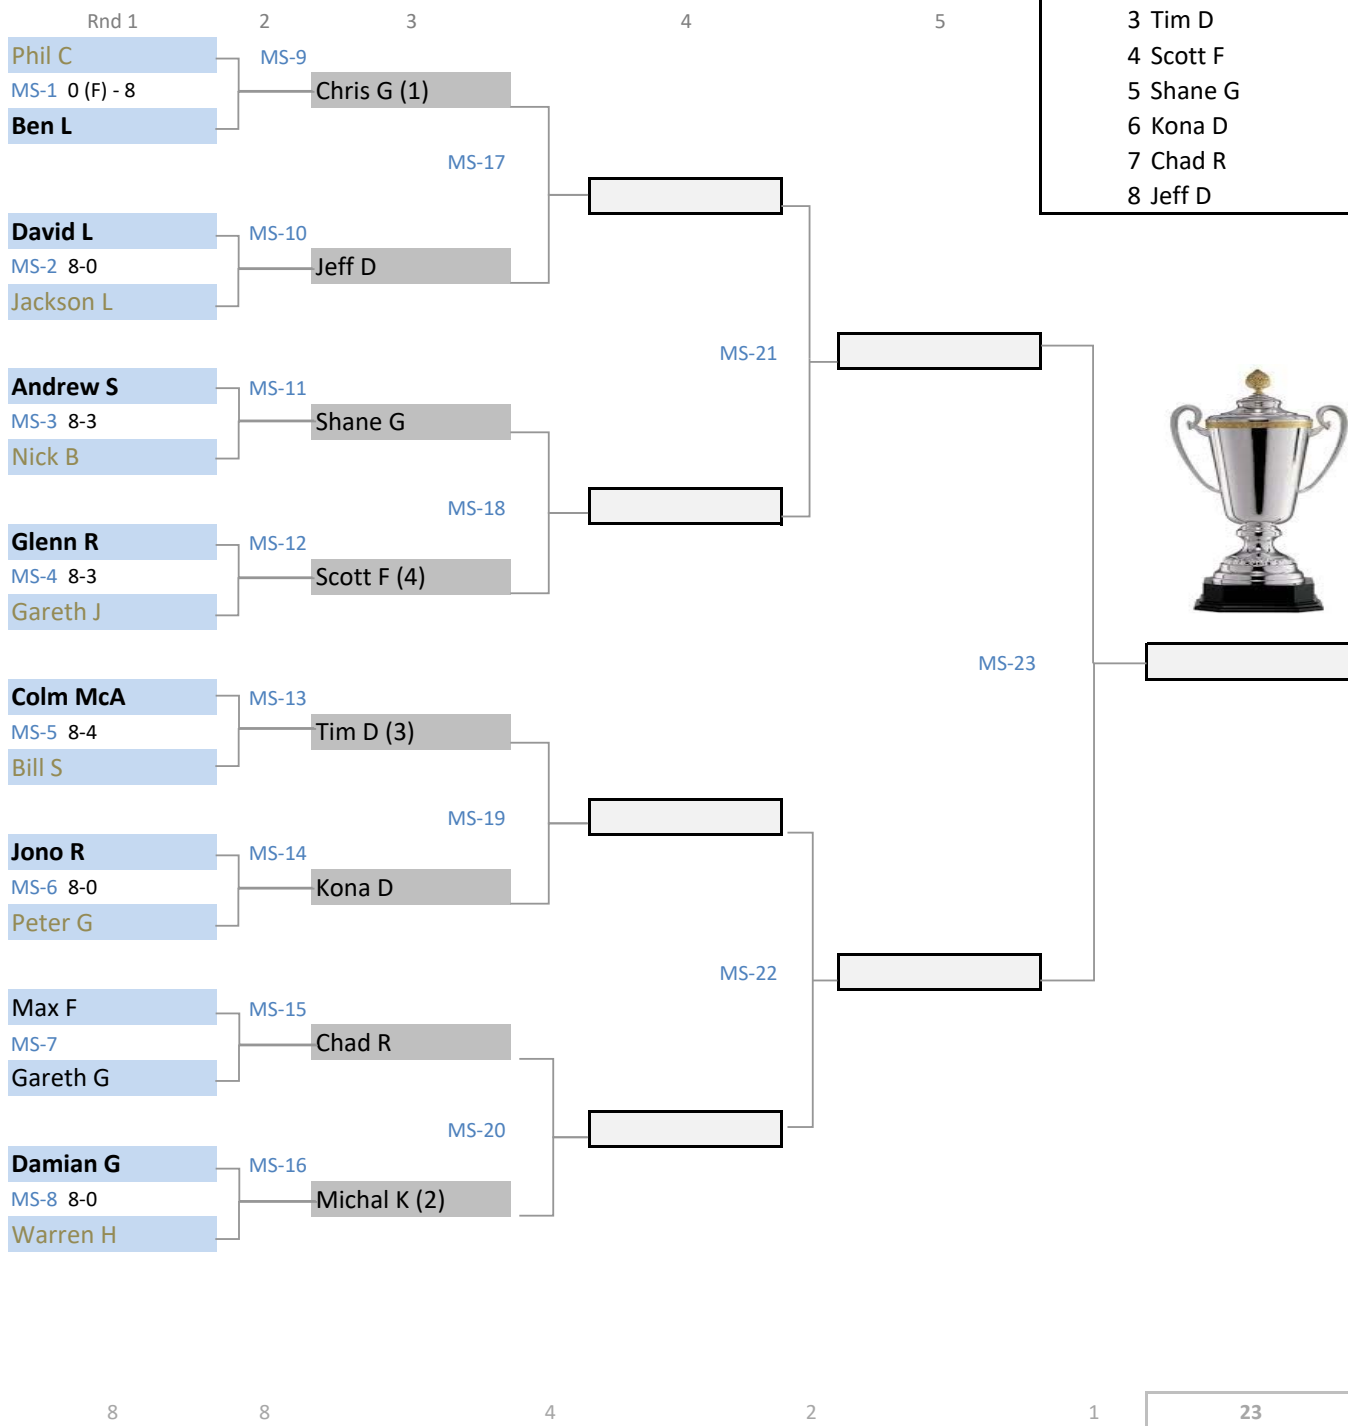 Rnd 1 2 3 4 5
3 Tim D
4 Scott F
5 Shane G
6 Kona D
7 Chad R
8 Jeff D
Phil C
MS-1 0 (F) - 8
Ben L
MS-9
Chris G (1)
MS-17
David L
MS-2 8-0
Jackson L
MS-10
Jeff D
MS-21
Andrew S
MS-3 8-3
Nick B
MS-11
Shane G
MS-18
Glenn R
MS-4 8-3
Gareth J
MS-12
Scott F (4)
MS-23
Colm McA
MS-5 8-4
Bill S
MS-13
Tim D (3)
MS-19
Jono R
MS-6 8-0
Peter G
MS-14
Kona D
MS-22
Max F
MS-7
Gareth G
MS-15
Chad R
MS-20
Damian G
MS-8 8-0
Warren H
MS-16
Michal K (2)
8 8 4 2 1 23